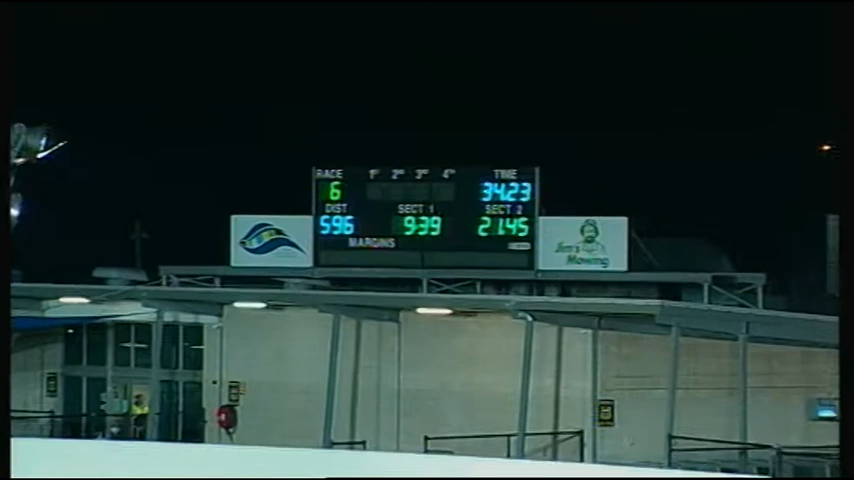 RACE 1st 2nd 3rd 4th TIME
6 34.23
DIST SECT 1 SECT 2
596 9.39 21.45
MARGINS
Jim's
Mowing